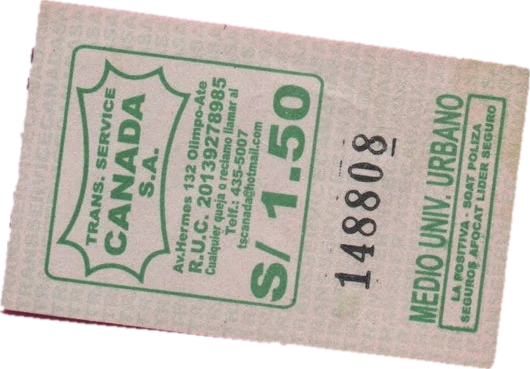 TRANS. SERVICE
CANADA
S.A.
Av.Hermes 132 Olimpo-Ate
R.U.C. 20139278985
Cualquier queja o reclamo llamar al
Telf.: 435-5007
tscanada@hotmail.com
S/ 1.50
148808
MEDIO UNIV. URBANO
LA POSITIVA - SOAT POLIZA
SEGUROS AFOCAT LIDER SEGURO